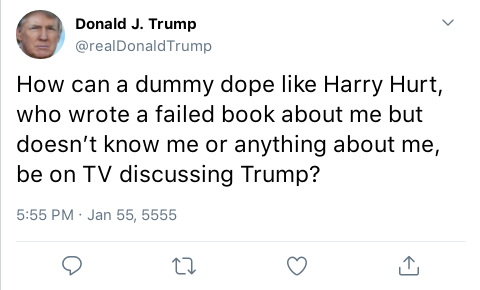 Donald J. Trump
@realDonaldTrump
How can a dummy dope like Harry Hurt,
who wrote a failed book about me but
doesn’t know me or anything about me,
be on TV discussing Trump?
5:55 PM · Jan 55, 5555